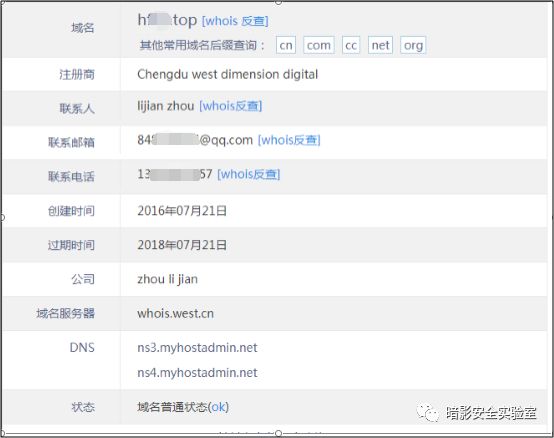 域名 hf top [whois 反查]
其他常用域名后缀查询： cn com cc net org
注册商 Chengdu west dimension digital
联系人 lijian zhou [whois反查]
联系邮箱 84 @qq.com [whois反查]
联系电话 13 57 [whois反查]
创建时间 2016年07月21日
过期时间 2018年07月21日
公司 zhou li jian
域名服务器 whois.west.cn
DNS ns3.myhostadmin.net
ns4.myhostadmin.net
状态 域名普通状态(ok)
暗影安全实验室